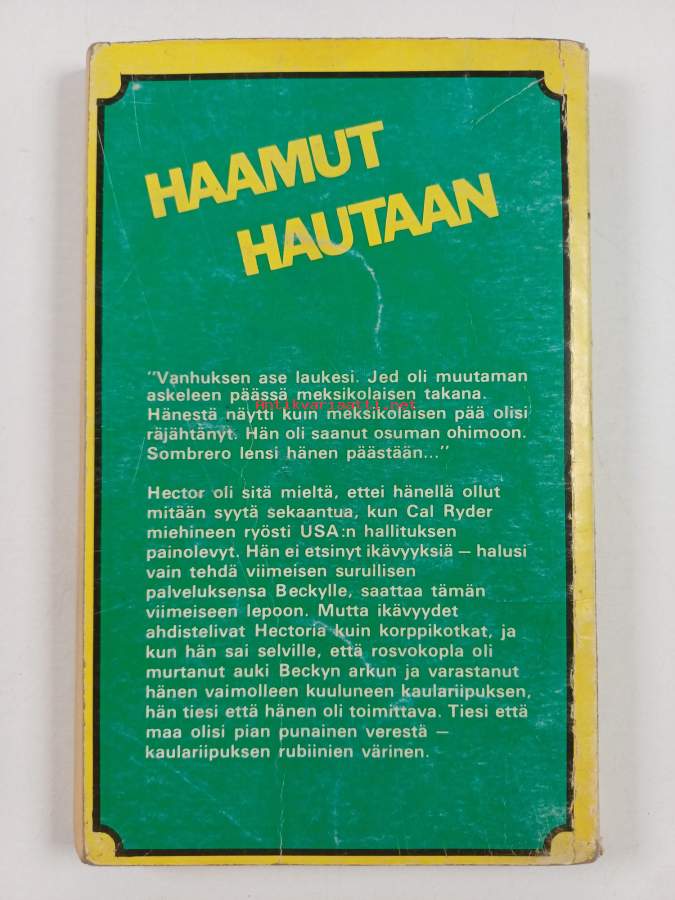 HAAMUT
HAUTAAN
"Vanhuksen ase laukesi. Jed oli muutaman
askeleen päässä meksikolaisen takana.
Antikvariaatti.net
Hänestä näytti kuin meksikolaisen pää olisi
räjähtänyt. Hän oli saanut osuman ohimoon.
Sombrero lensi hänen päästään..."
Hector oli sitä mieltä, ettei hänellä ollut
mitään syytä sekaantua, kun Cal Ryder
miehineen ryösti USA:n hallituksen
painolevyt. Hän ei etsinyt ikävyyksiä — halusi
vain tehdä viimeisen surullisen
palveluksensa Beckylle, saattaa tämän
viimeiseen lepoon. Mutta ikävyydet
ahdistelivat Hectoria kuin korppikotkat, ja
kun hän sai selville, että rosvokopla oli
murtanut auki Beckyn arkun ja varastanut
hänen vaimolleen kuuluneen kaulariipuksen,
hän tiesi että hänen oli toimittava. Tiesi että
maa olisi pian punainen verestä —
kaulariipuksen rubiinien värinen.